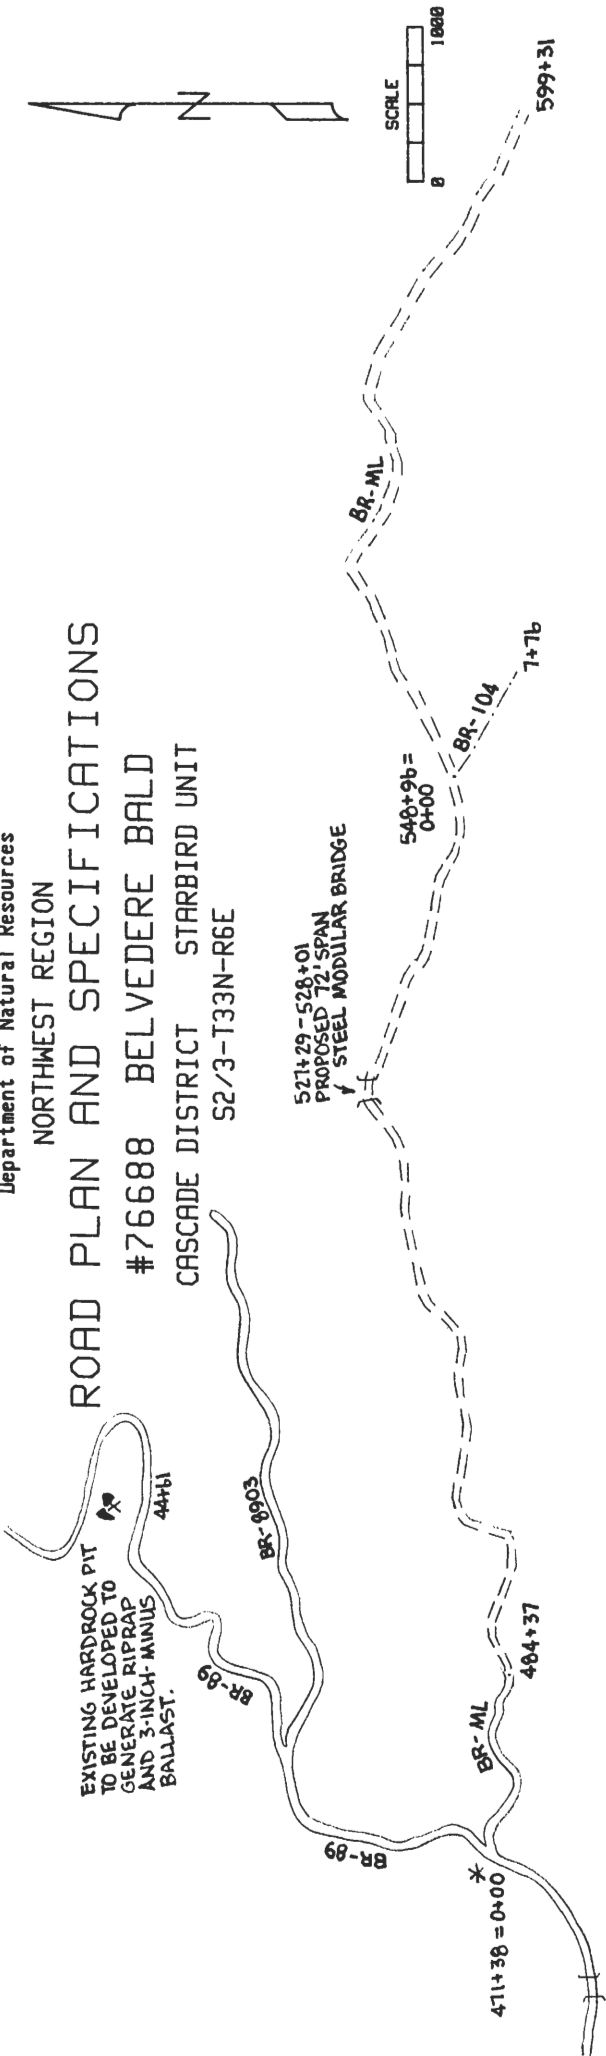 Department of Natural Resources
NORTHWEST REGION
ROAD PLAN AND SPECIFICATIONS
#76688 BELVEDERE BALD
CASCADE DISTRICT STARBIRD UNIT
S2/3-T33N-R6E
N
SCALE
0 1000
EXISTING HARDROCK PIT
TO BE DEVELOPED TO
GENERATE RIPRAP
AND 3-INCH-MINUS
BALLAST.
X
44+61
BR-89
BR-8903
BR-89
*
471+38 = 0+00
BR-ML
484+37
527+29 - 528+01
PROPOSED 72' SPAN
STEEL MODULAR BRIDGE
548+96 =
0+00
BR-104
7+76
BR-ML
599+31